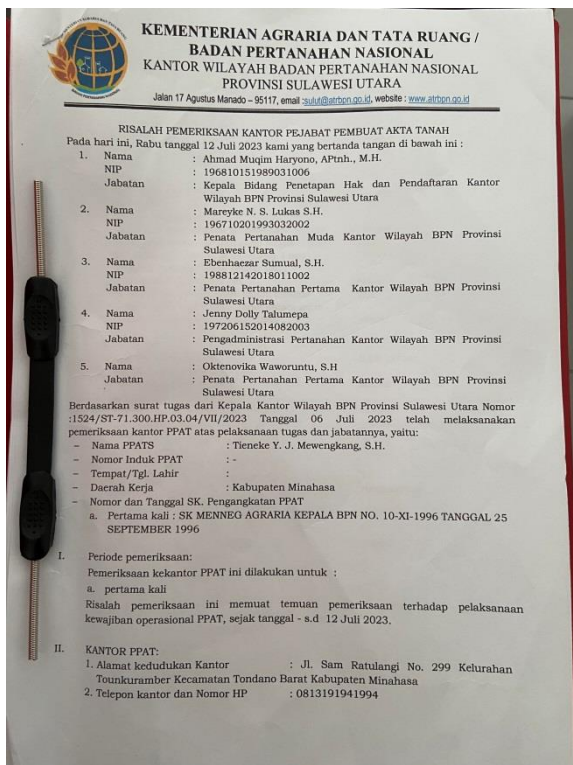 KEMENTERIAN AGRARIA DAN TATA RUANG /
BADAN PERTANAHAN NASIONAL
KANTOR WILAYAH BADAN PERTANAHAN NASIONAL
PROVINSI SULAWESI UTARA
Jalan 17 Agustus Manado – 95117, email :sulut@atrbpn.go.id, website : www.atrbpn.go.id
RISALAH PEMERIKSAAN KANTOR PEJABAT PEMBUAT AKTA TANAH
Pada hari ini, Rabu tanggal 12 Juli 2023 kami yang bertanda tangan di bawah ini :
1. Nama : Ahmad Muqim Haryono, APtnh., M.H.
NIP : 196810151989031006
Jabatan : Kepala Bidang Penetapan Hak dan Pendaftaran Kantor
Wilayah BPN Provinsi Sulawesi Utara
2. Nama : Mareyke N. S. Lukas S.H.
NIP : 196710201993032002
Jabatan : Penata Pertanahan Muda Kantor Wilayah BPN Provinsi
Sulawesi Utara
3. Nama : Ebenhaezar Sumual, S.H.
NIP : 198812142018011002
Jabatan : Penata Pertanahan Pertama Kantor Wilayah BPN Provinsi
Sulawesi Utara
4. Nama : Jenny Dolly Talumepa
NIP : 197206152014082003
Jabatan : Pengadministrasi Pertanahan Kantor Wilayah BPN Provinsi
Sulawesi Utara
5. Nama : Oktenovika Waworuntu, S.H
Jabatan : Penata Pertanahan Pertama Kantor Wilayah BPN Provinsi
Sulawesi Utara
Berdasarkan surat tugas dari Kepala Kantor Wilayah BPN Provinsi Sulawesi Utara Nomor
:1524/ST-71.300.HP.03.04/VII/2023 Tanggal 06 Juli 2023 telah melaksanakan
pemeriksaan kantor PPAT atas pelaksanaan tugas dan jabatannya, yaitu:
– Nama PPATS : Tieneke Y. J. Mewengkang, S.H.
– Nomor Induk PPAT : -
– Tempat/Tgl. Lahir :
– Daerah Kerja : Kabupaten Minahasa
– Nomor dan Tanggal SK. Pengangkatan PPAT
a. Pertama kali : SK MENNEG AGRARIA KEPALA BPN NO. 10-XI-1996 TANGGAL 25
SEPTEMBER 1996
I. Periode pemeriksaan:
Pemeriksaan kekantor PPAT ini dilakukan untuk :
a. pertama kali
Risalah pemeriksaan ini memuat temuan pemeriksaan terhadap pelaksanaan
kewajiban operasional PPAT, sejak tanggal - s.d 12 Juli 2023.
II. KANTOR PPAT:
1. Alamat kedudukan Kantor : Jl. Sam Ratulangi No. 299 Kelurahan
Tounkuramber Kecamatan Tondano Barat Kabupaten Minahasa
2. Telepon kantor dan Nomor HP : 0813191941994